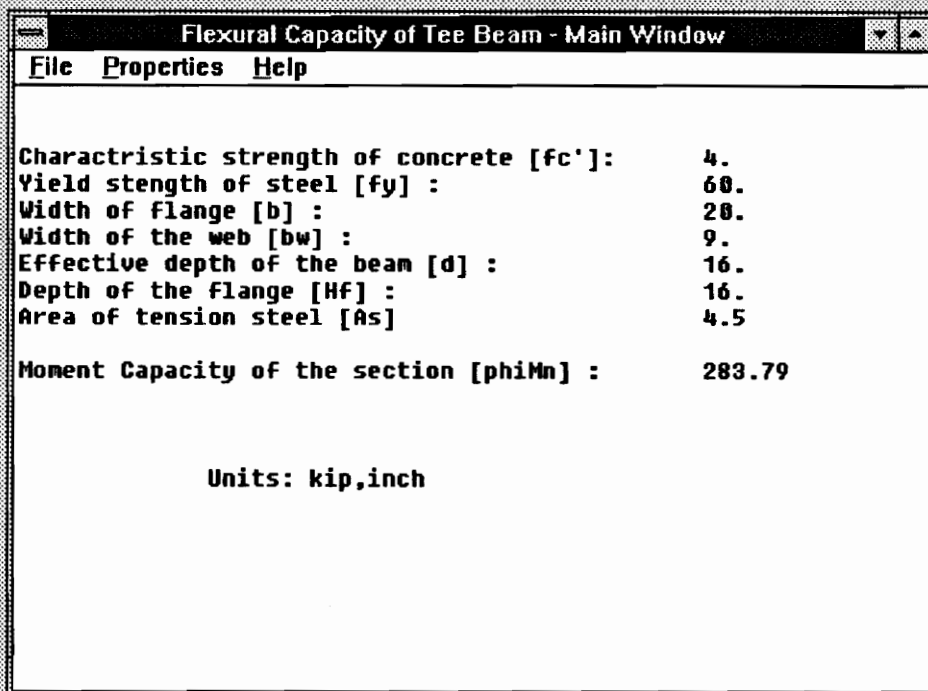 Flexural Capacity of Tee Beam - Main Window
File Properties Help
Charactristic strength of concrete [fc']: 4.
Yield stength of steel [fy] : 60.
Width of flange [b] : 20.
Width of the web [bw] : 9.
Effective depth of the beam [d] : 16.
Depth of the flange [Hf] : 16.
Area of tension steel [As] 4.5
Moment Capacity of the section [phiMn] : 283.79
Units: kip,inch